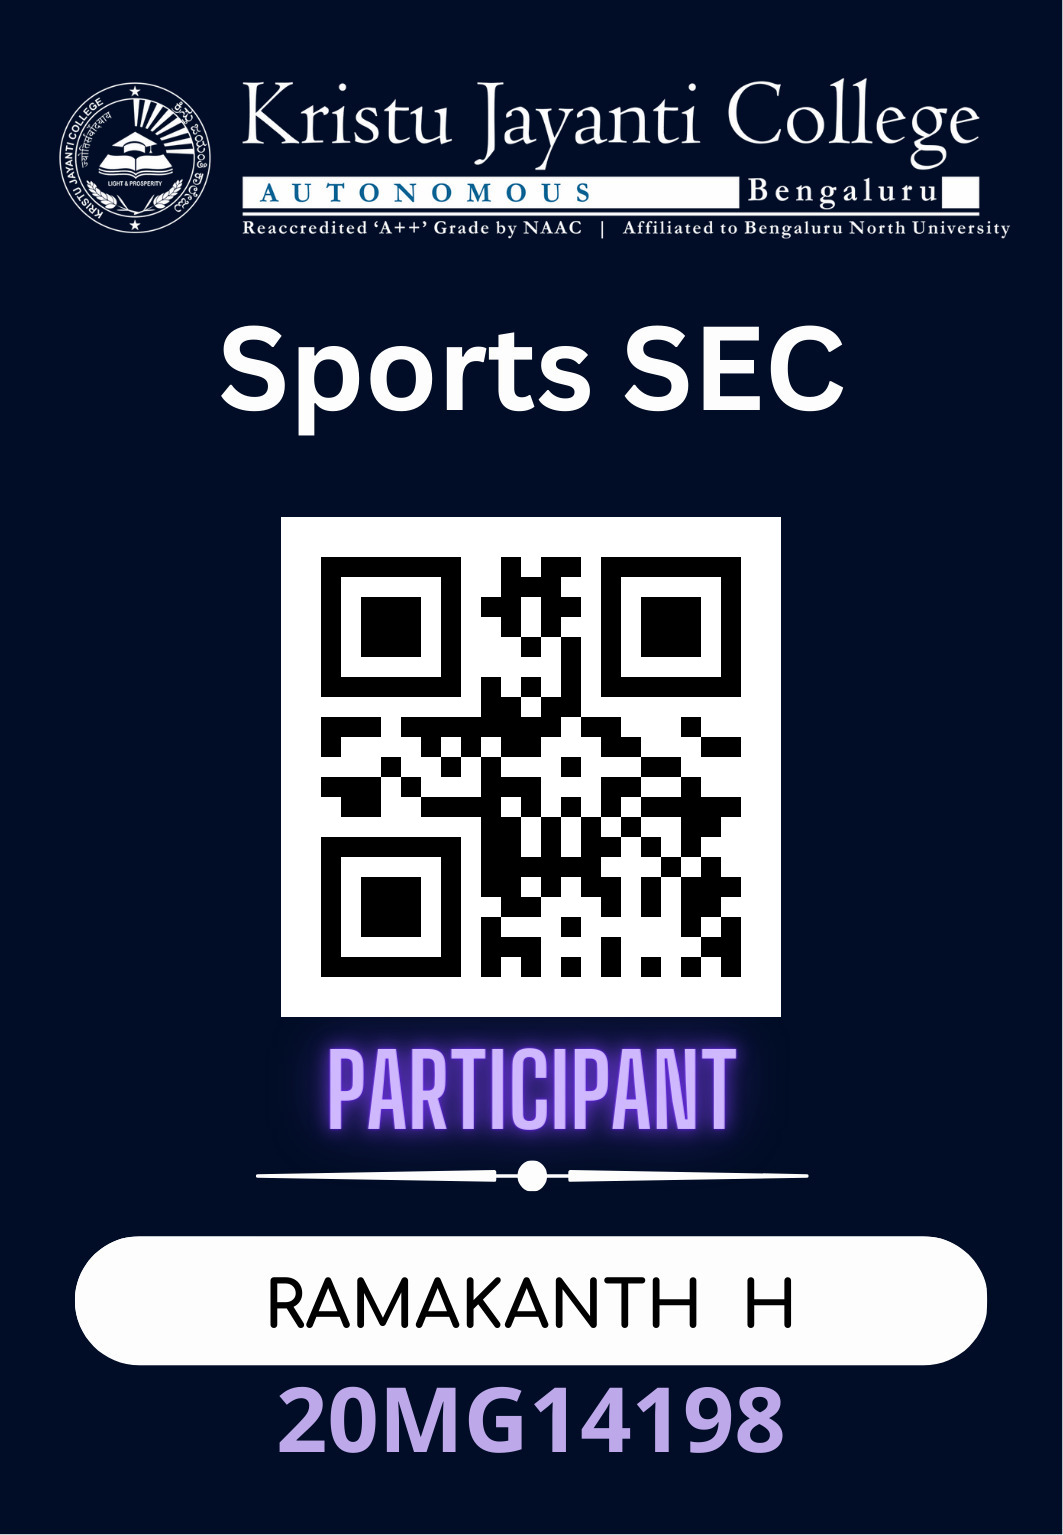 Kristu Jayanti College
AUTONOMOUS Bengaluru
Reaccredited ‘A++’ Grade by NAAC | Affiliated to Bengaluru North University
KRISTU JAYANTI COLLEGE
ಕ್ರಿಸ್ತು ಜಯಂತಿ ಕಾಲೇಜು
LIGHT & PROSPERITY
Sports SEC
PARTICIPANT
RAMAKANTH H
20MG14198